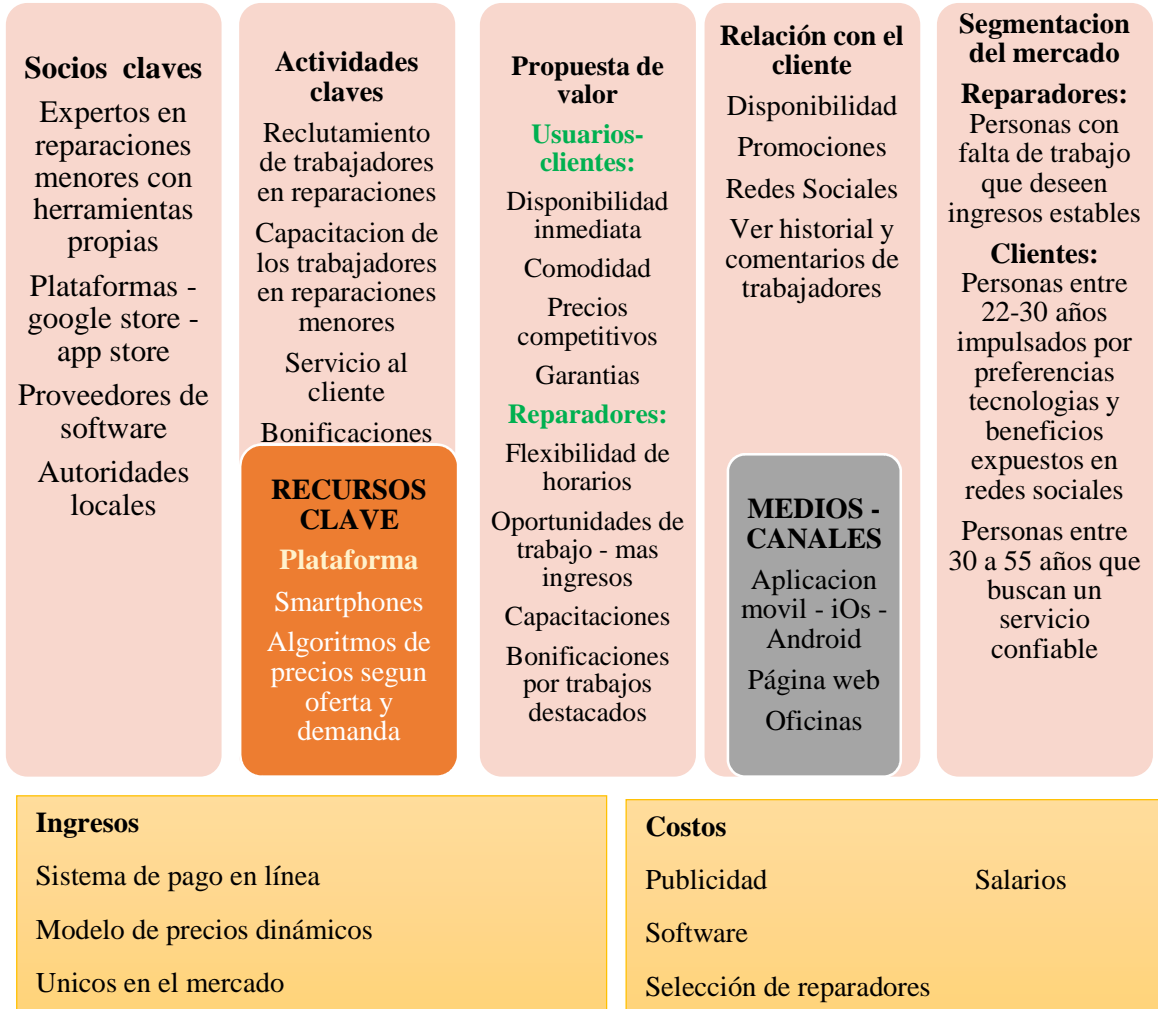 Socios  claves
Expertos en
reparaciones
menores con
herramientas
propias
Plataformas -
google store -
app store
Proveedores de
software
Autoridades
locales
Actividades
claves
Reclutamiento
de trabajadores
en reparaciones
Capacitacion de
los trabajadores
en reparaciones
menores
Servicio al
cliente
Bonificaciones
RECURSOS
CLAVE
Plataforma
Smartphones
Algoritmos de
precios segun
oferta y
demanda
Propuesta de
valor
Usuarios-
clientes:
Disponibilidad
inmediata
Comodidad
Precios
competitivos
Garantias
Reparadores:
Flexibilidad de
horarios
Oportunidades de
trabajo - mas
ingresos
Capacitaciones
Bonificaciones
por trabajos
destacados
Relación con el
cliente
Disponibilidad
Promociones
Redes Sociales
Ver historial y
comentarios de
trabajadores
MEDIOS -
CANALES
Aplicacion
movil - iOs -
Android
Página web
Oficinas
Segmentacion
del mercado
Reparadores:
Personas con
falta de trabajo
que deseen
ingresos estables
Clientes:
Personas entre
22-30 años
impulsados por
preferencias
tecnologias y
beneficios
expuestos en
redes sociales
Personas entre
30 a 55 años que
buscan un
servicio
confiable
Ingresos
Sistema de pago en línea
Modelo de precios dinámicos
Unicos en el mercado
Costos
Publicidad Salarios
Software
Selección de reparadores